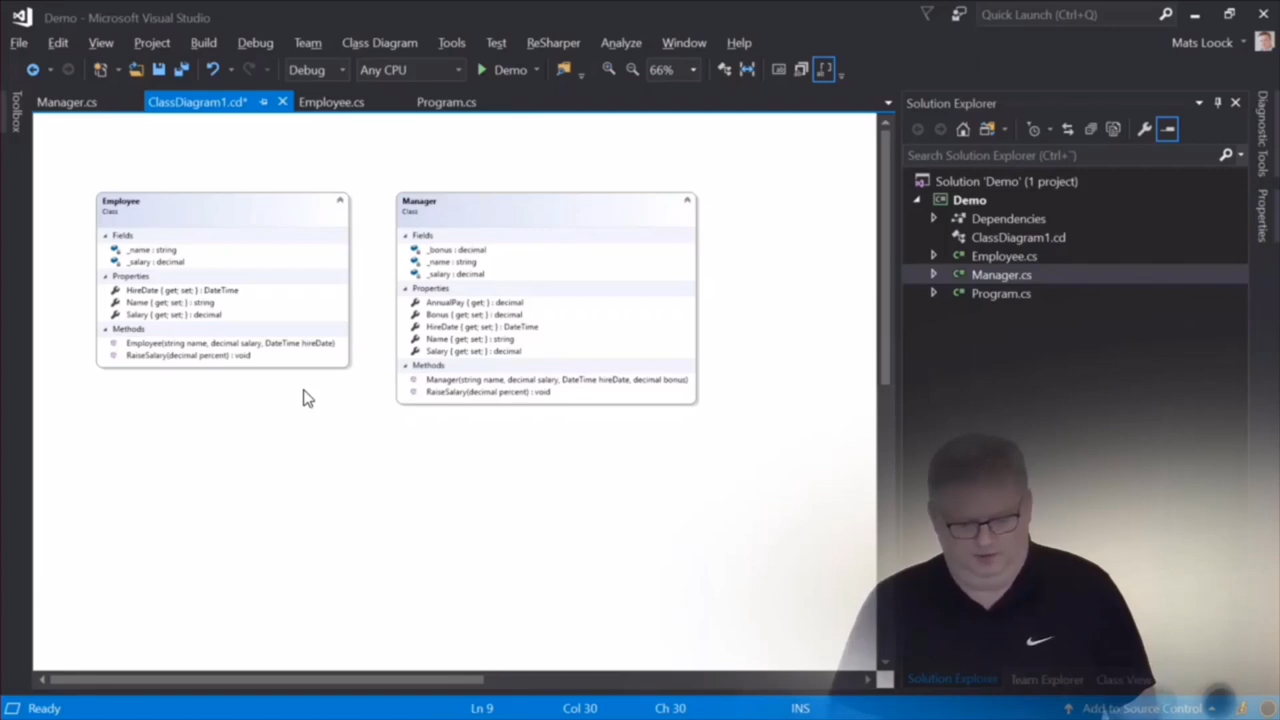 Demo - Microsoft Visual Studio
Quick Launch (Ctrl+Q)
File Edit View Project Build Debug Team Class Diagram Tools Test ReSharper Analyze Window Help
Mats Loock
Debug Any CPU Demo 66%
Toolbox
Manager.cs ClassDiagram1.cd* Employee.cs Program.cs
Employee
Class
Fields
_name : string
_salary : decimal
Properties
HireDate { get; set; } : DateTime
Name { get; set; } : string
Salary { get; set; } : decimal
Methods
Employee(string name, decimal salary, DateTime hireDate)
RaiseSalary(decimal percent) : void
Manager
Class
Fields
_bonus : decimal
_name : string
_salary : decimal
Properties
AnnualPay { get; } : decimal
Bonus { get; set; } : decimal
HireDate { get; set; } : DateTime
Name { get; set; } : string
Salary { get; set; } : decimal
Methods
Manager(string name, decimal salary, DateTime hireDate, decimal bonus)
RaiseSalary(decimal percent) : void
Solution Explorer
Search Solution Explorer (Ctrl+¨)
Solution 'Demo' (1 project)
Demo
Dependencies
ClassDiagram1.cd
Employee.cs
Manager.cs
Program.cs
Solution Explorer Team Explorer Class View
Diagnostic Tools
Properties
Ready Ln 9 Col 30 Ch 30 INS Add to Source Control